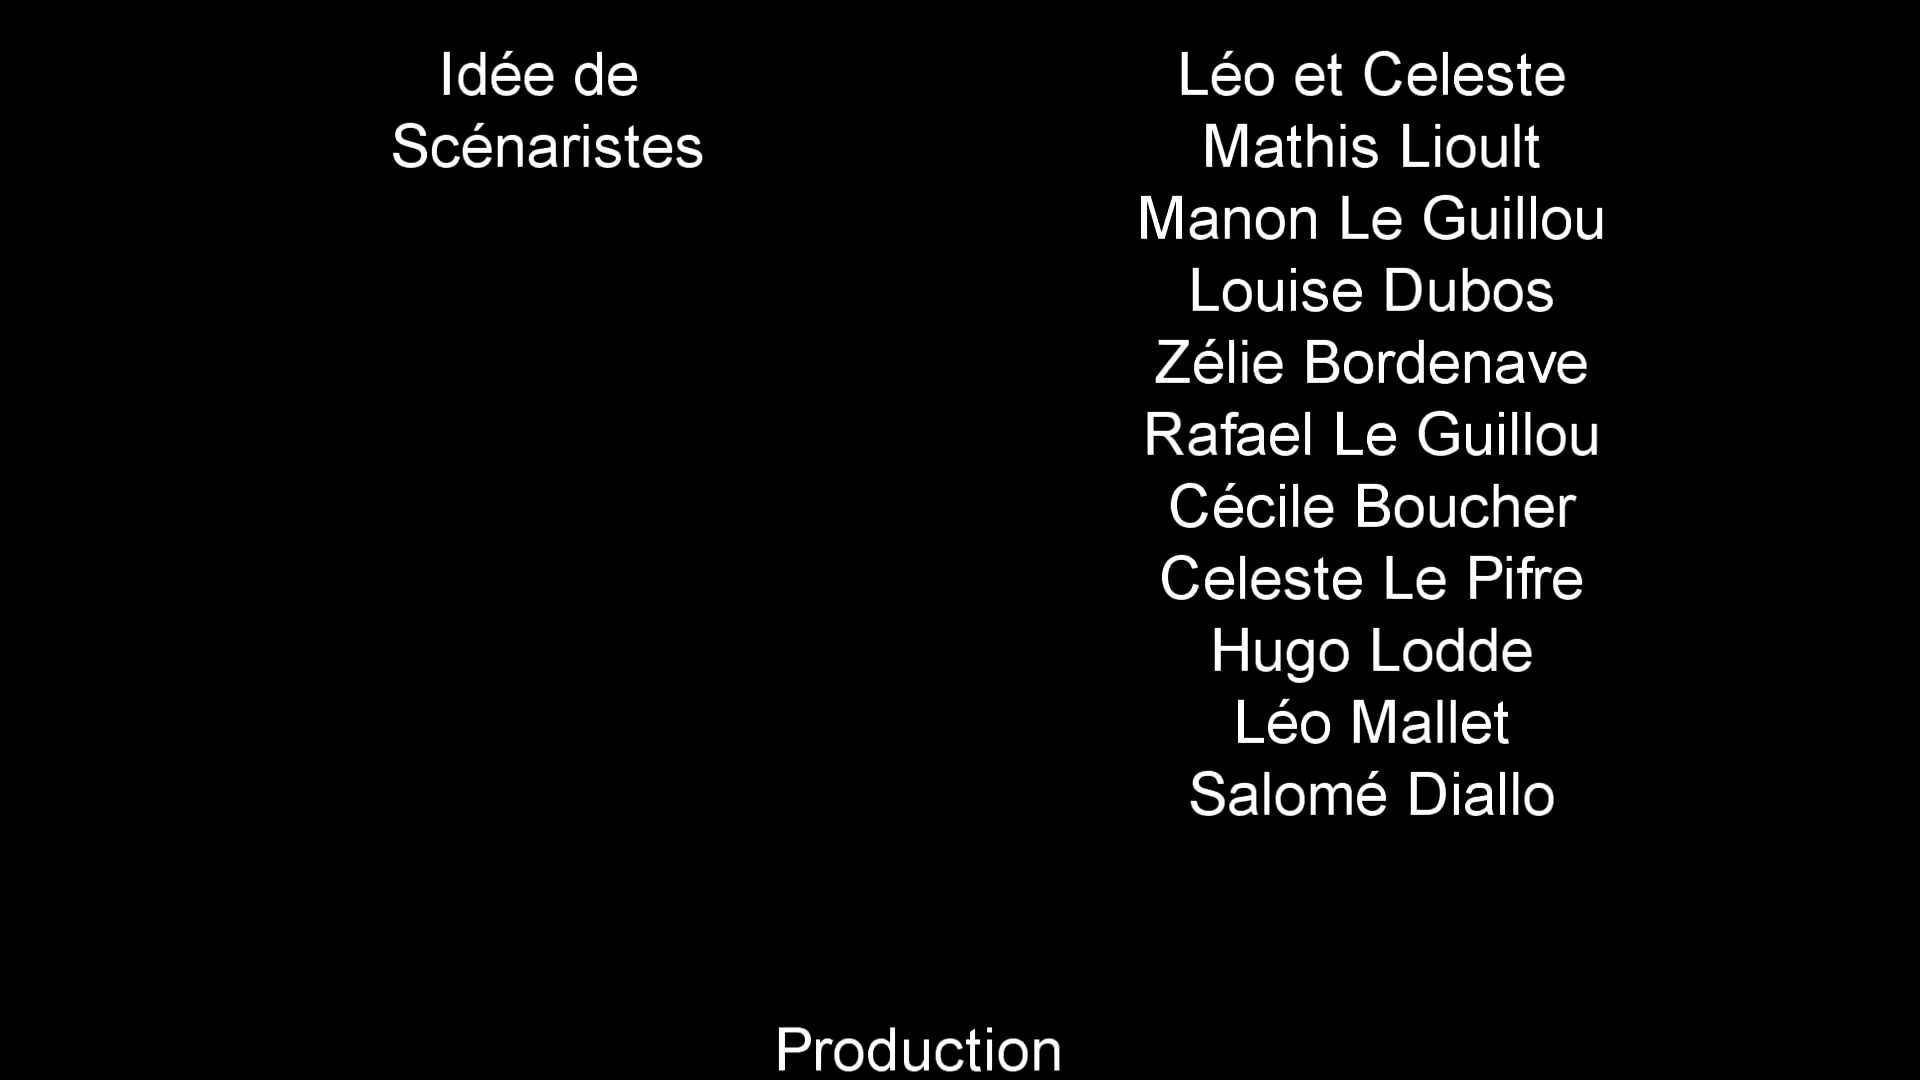 Idée de Léo et Celeste
Scénaristes Mathis Lioult
Manon Le Guillou
Louise Dubos
Zélie Bordenave
Rafael Le Guillou
Cécile Boucher
Celeste Le Pifre
Hugo Lodde
Léo Mallet
Salomé Diallo
Production